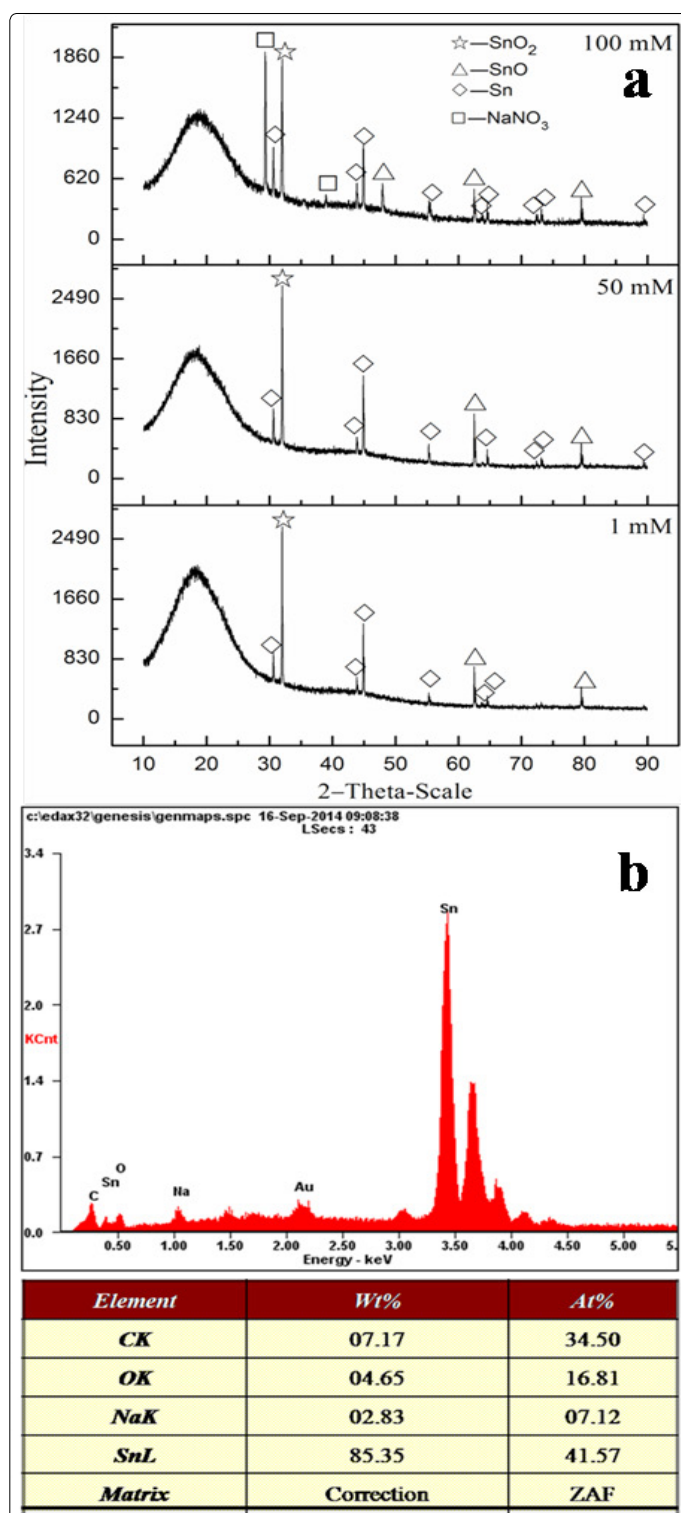 100 mM
a
☆—SnO₂
△—SnO
◇—Sn
□—NaNO₃
1860
1240
620
0
50 mM
2490
1660
830
0
Intensity
1 mM
2490
1660
830
0
10 20 30 40 50 60 70 80 90
2–Theta-Scale
c:\edax32\genesis\genmaps.spc 16-Sep-2014 09:08:38
LSecs : 43
b
3.4
2.7
2.0
KCnt
1.4
0.7
0.0
C
Sn
O
Na
Au
Sn
0.50 1.00 1.50 2.00 2.50 3.00 3.50 4.00 4.50 5.00 5.
Energy - keV
Element Wt% At%
CK 07.17 34.50
OK 04.65 16.81
NaK 02.83 07.12
SnL 85.35 41.57
Matrix Correction ZAF